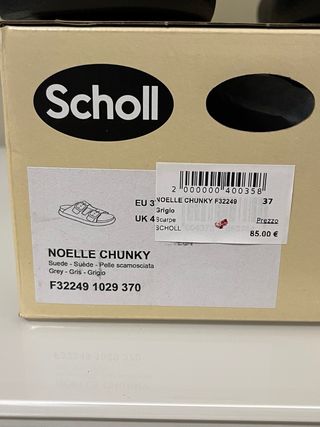 Scholl
2 000000 400358
NOELLE CHUNKY F32249 37
Grigio
Scarpe Prezzo
SCHOLL 85.00 €
EU 3
UK 4
NOELLE CHUNKY
Suede - Suède - Pelle scamosciata
Grey - Gris - Grigio
F32249 1029 370